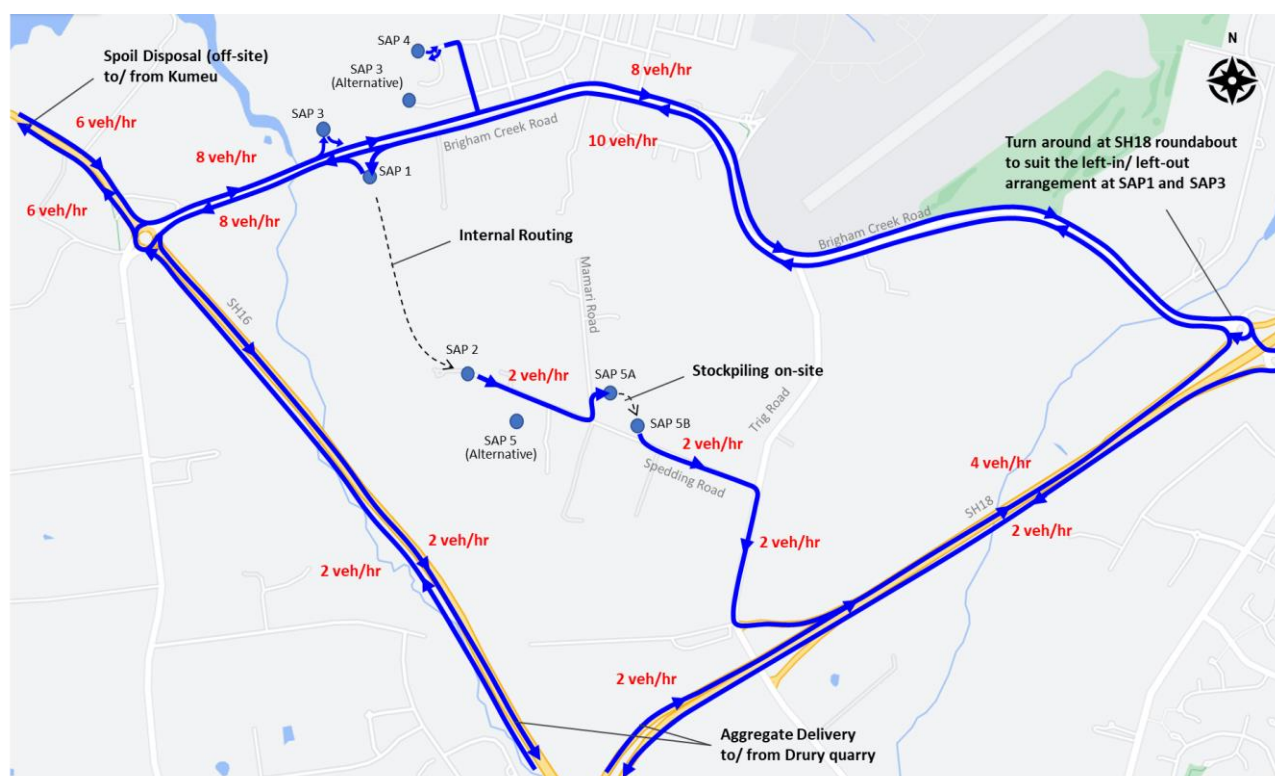 Spoil Disposal (off-site)
to/ from Kumeu
SAP 4
SAP 3
(Alternative)
SAP 3
8 veh/hr
N
6 veh/hr
8 veh/hr
Brigham Creek Road
10 veh/hr
Turn around at SH18 roundabout
to suit the left-in/ left-out
arrangement at SAP1 and SAP3
SAP 1
6 veh/hr
8 veh/hr
Internal Routing
Brigham Creek Road
Mamari Road
SH16
SAP 2
2 veh/hr
SAP 5A
Stockpiling on-site
SAP 5
(Alternative)
SAP 5B
2 veh/hr
Trig Road
Spedding Road
4 veh/hr
SH18
2 veh/hr
2 veh/hr
2 veh/hr
2 veh/hr
2 veh/hr
Aggregate Delivery
to/ from Drury quarry